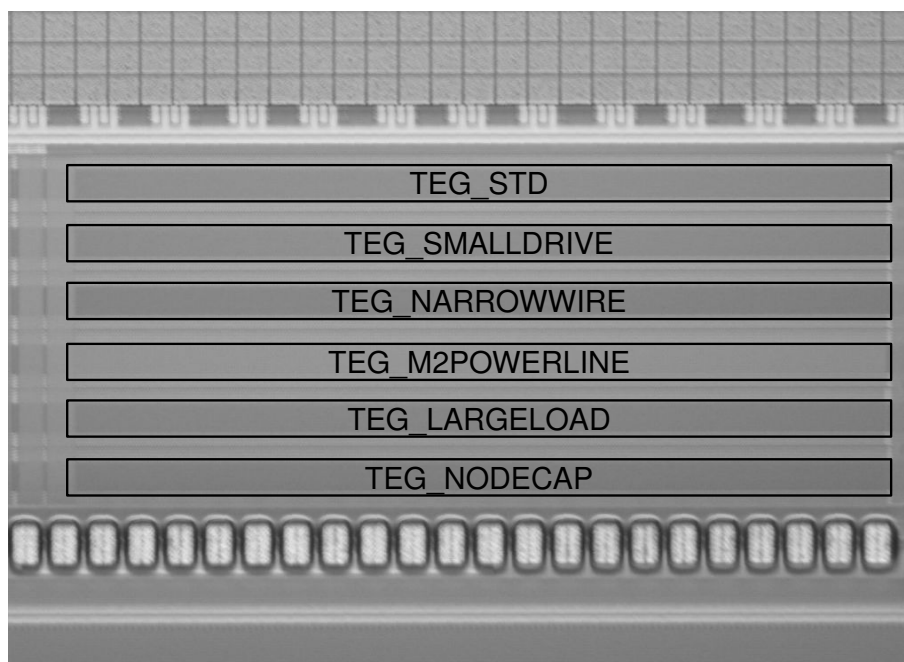 TEG_STD
TEG_SMALLDRIVE
TEG_NARROWWIRE
TEG_M2POWERLINE
TEG_LARGELOAD
TEG_NODECAP